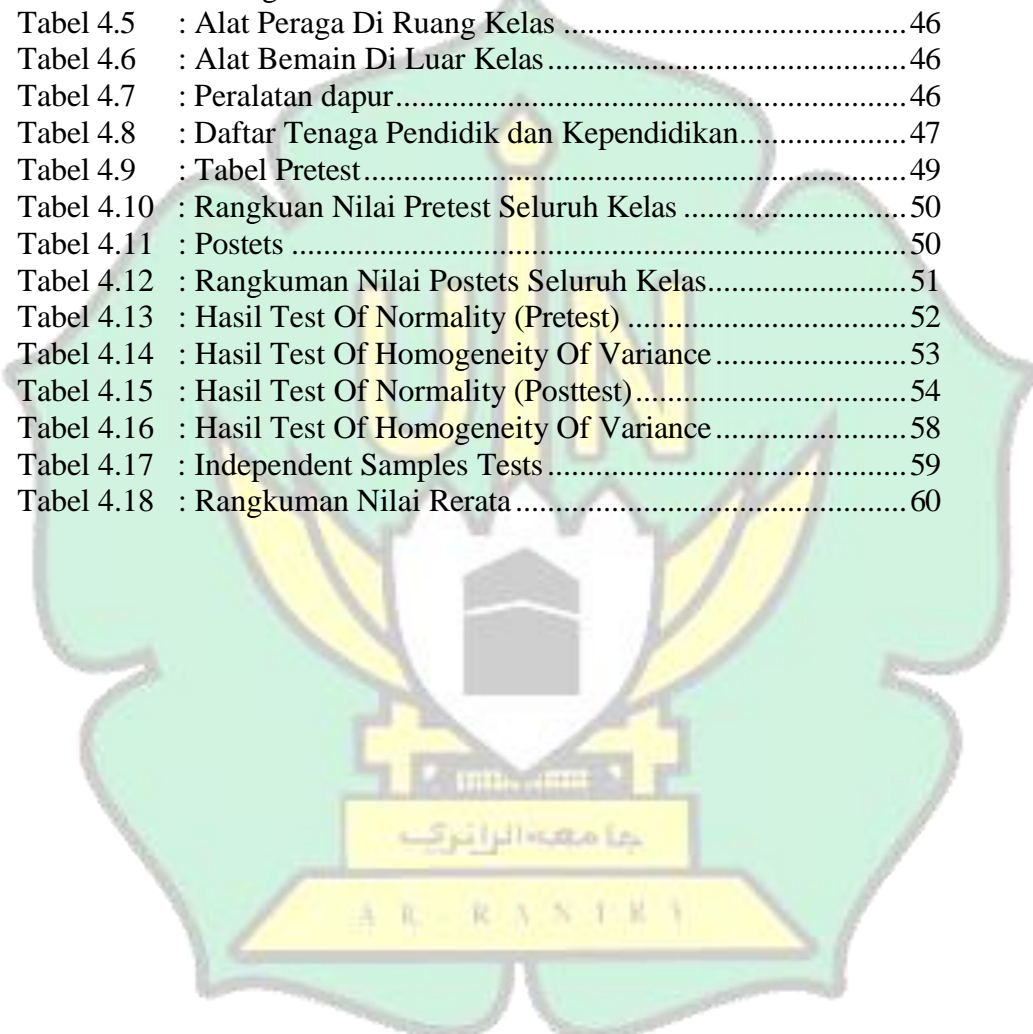 Tabel 4.5 : Alat Peraga Di Ruang Kelas ............................................46
Tabel 4.6 : Alat Bemain Di Luar Kelas ..............................................46
Tabel 4.7 : Peralatan dapur.................................................................46
Tabel 4.8 : Daftar Tenaga Pendidik dan Kependidikan.....................47
Tabel 4.9 : Tabel Pretest.....................................................................49
Tabel 4.10 : Rangkuan Nilai Pretest Seluruh Kelas ............................50
Tabel 4.11 : Postets ..............................................................................50
Tabel 4.12 : Rangkuman Nilai Postets Seluruh Kelas.........................51
Tabel 4.13 : Hasil Test Of Normality (Pretest) ...................................52
Tabel 4.14 : Hasil Test Of Homogeneity Of Variance ........................53
Tabel 4.15 : Hasil Test Of Normality (Posttest)..................................54
Tabel 4.16 : Hasil Test Of Homogeneity Of Variance ........................58
Tabel 4.17 : Independent Samples Tests .............................................59
Tabel 4.18 : Rangkuman Nilai Rerata .................................................60
UIN
جامعة الرانري
AR - RANIRY